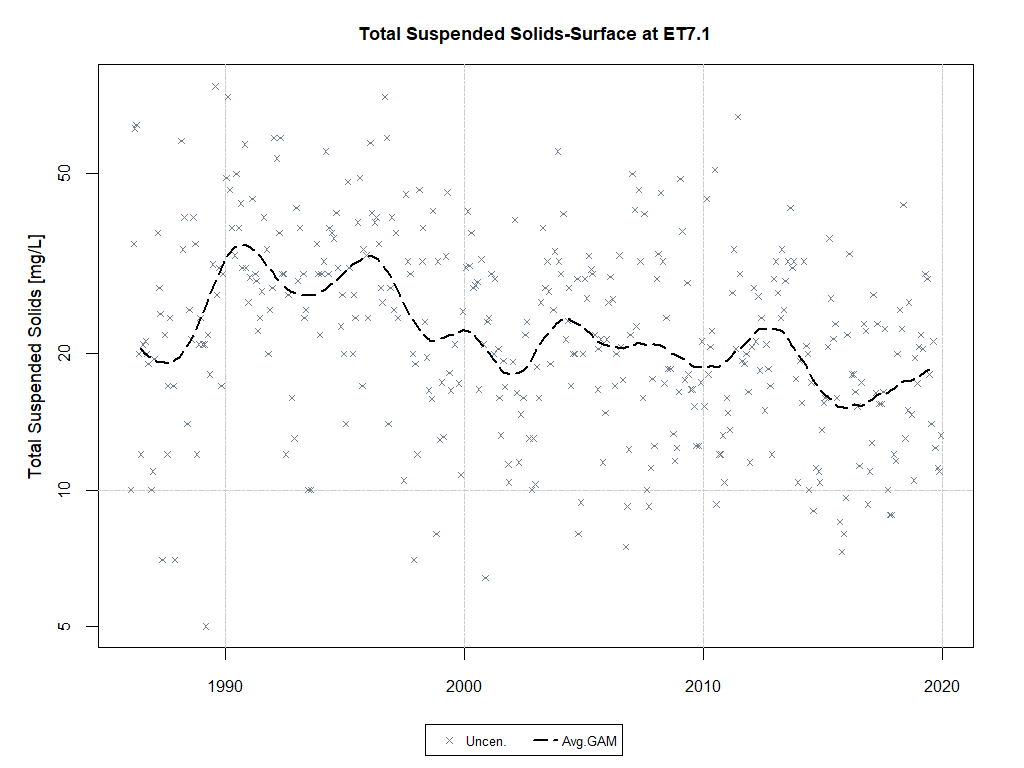 Total Suspended Solids-Surface at ET7.1
Total Suspended Solids [mg/L]
50
20
10
5
1990 2000 2010 2020
Uncen. Avg.GAM